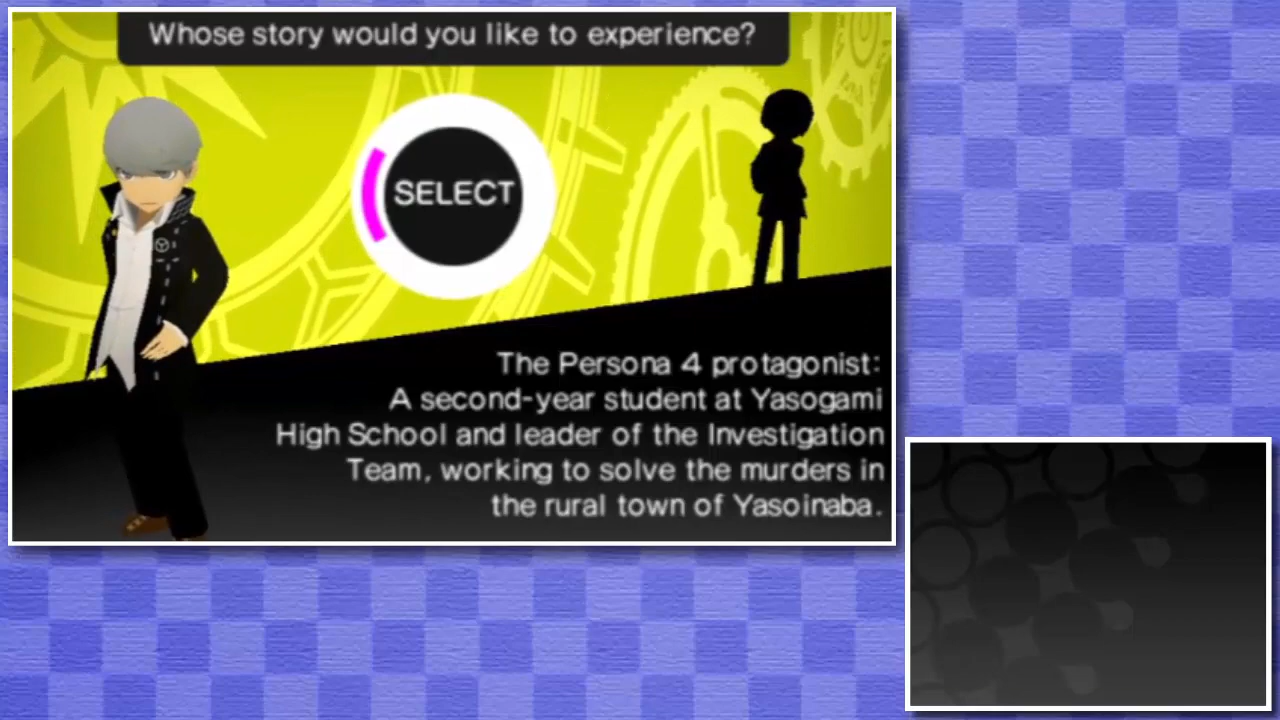 Whose story would you like to experience?
SELECT
The Persona 4 protagonist:
A second-year student at Yasogami
High School and leader of the Investigation
Team, working to solve the murders in
the rural town of Yasoinaba.